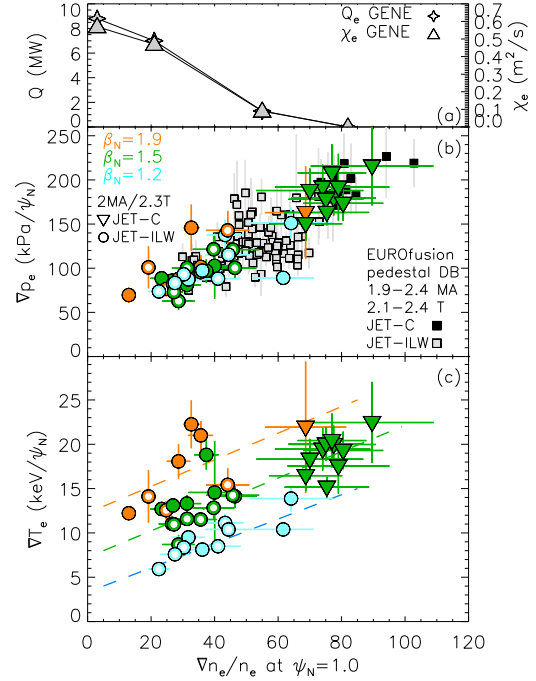 8
6
4
2
0
Q (MW)
Q_e GENE
χ_e GENE
(a)
0.7
0.6
0.5
0.4
0.3
0.2
0.1
0.0
χ_e (m²/s)
250
200
150
100
50
0
∇p_e (kPa/ψ_N)
β_N=1.9
β_N=1.5
β_N=1.2
2MA/2.3T
JET-C
JET-ILW
(b)
EUROfusion
pedestal DB
1.9-2.4 MA
2.1-2.4 T
JET-C
JET-ILW
25
20
15
10
5
0
∇T_e (keV/ψ_N)
(c)
0 20 40 60 80 100 120
∇n_e/n_e at ψ_N=1.0